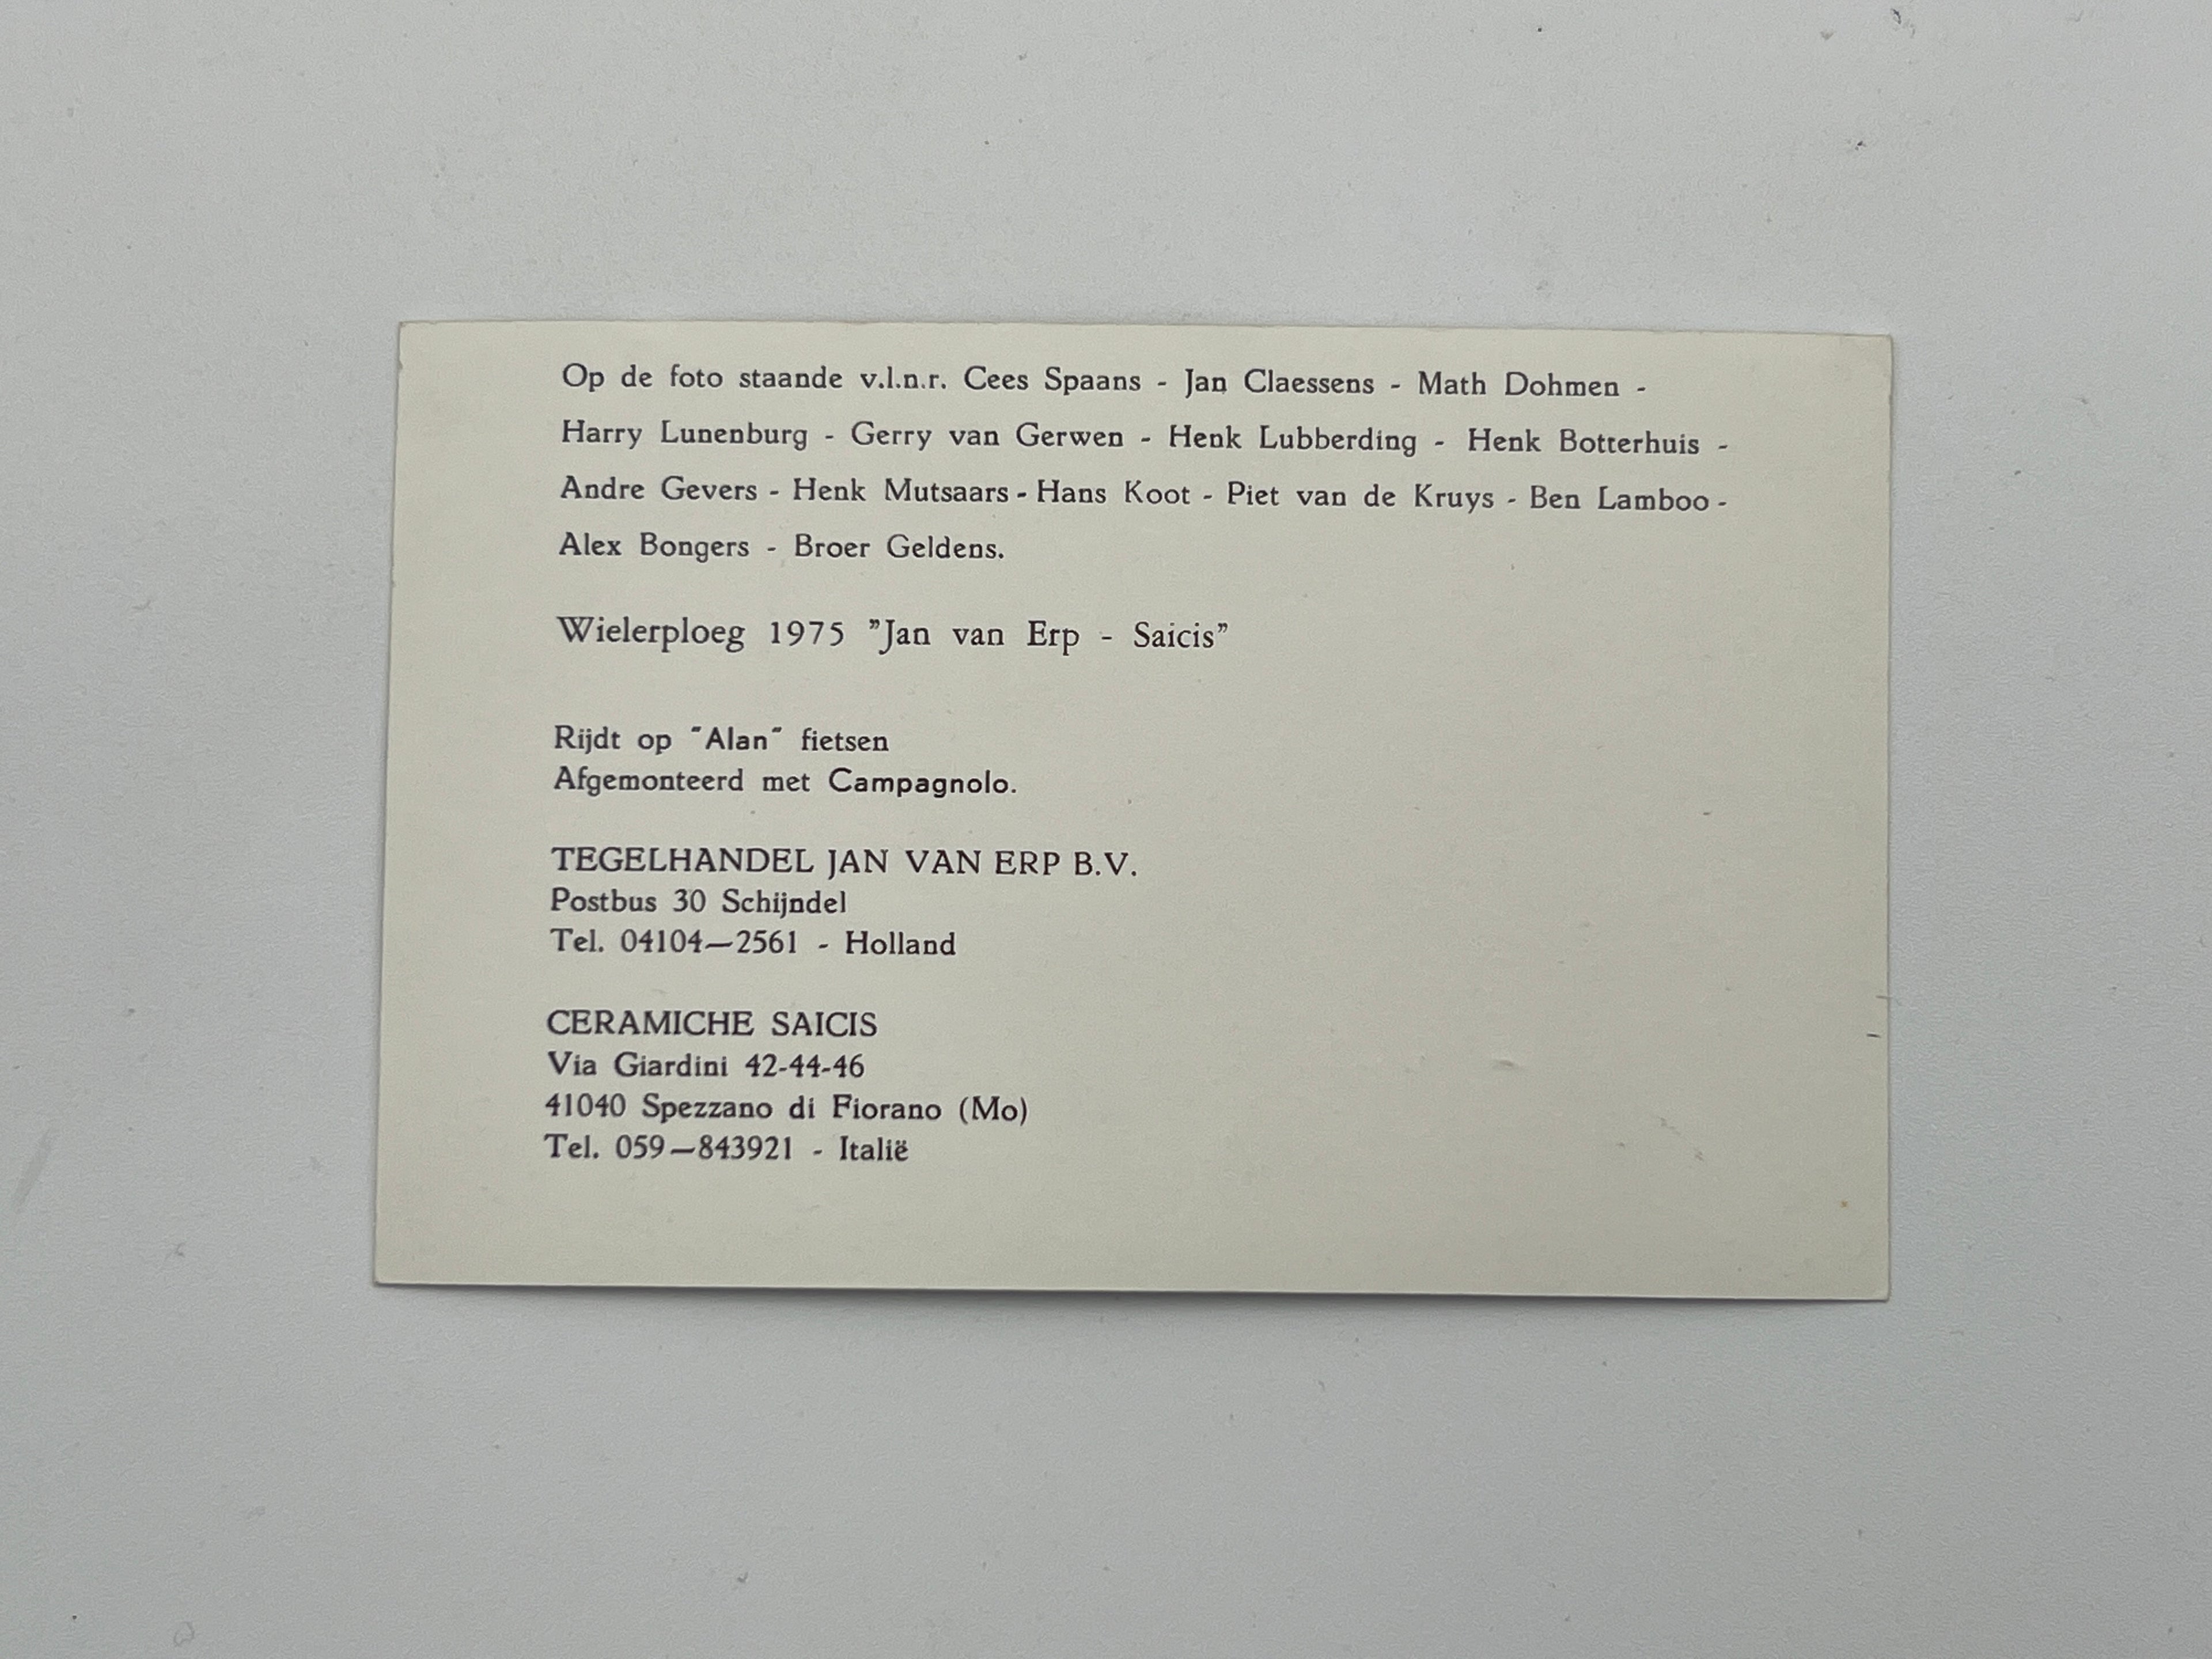 Op de foto staande v.l.n.r. Cees Spaans - Jan Claessens - Math Dohmen -
Harry Lunenburg - Gerry van Gerwen - Henk Lubberding - Henk Botterhuis -
Andre Gevers - Henk Mutsaars - Hans Koot - Piet van de Kruys - Ben Lamboo -
Alex Bongers - Broer Geldens.
Wielerploeg 1975 ”Jan van Erp - Saicis”
Rijdt op "Alan" fietsen
Afgemonteerd met Campagnolo.
TEGELHANDEL JAN VAN ERP B.V.
Postbus 30 Schijndel
Tel. 04104—2561 - Holland
CERAMICHE SAICIS
Via Giardini 42-44-46
41040 Spezzano di Fiorano (Mo)
Tel. 059—843921 - Italië